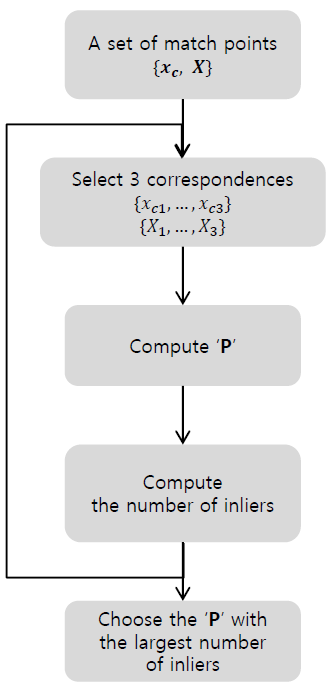 A set of match points
{x_c, X}
Select 3 correspondences
{x_c1, ..., x_c3}
{X_1, ..., X_3}
Compute ‘P’
Compute
the number of inliers
Choose the ‘P’ with
the largest number
of inliers